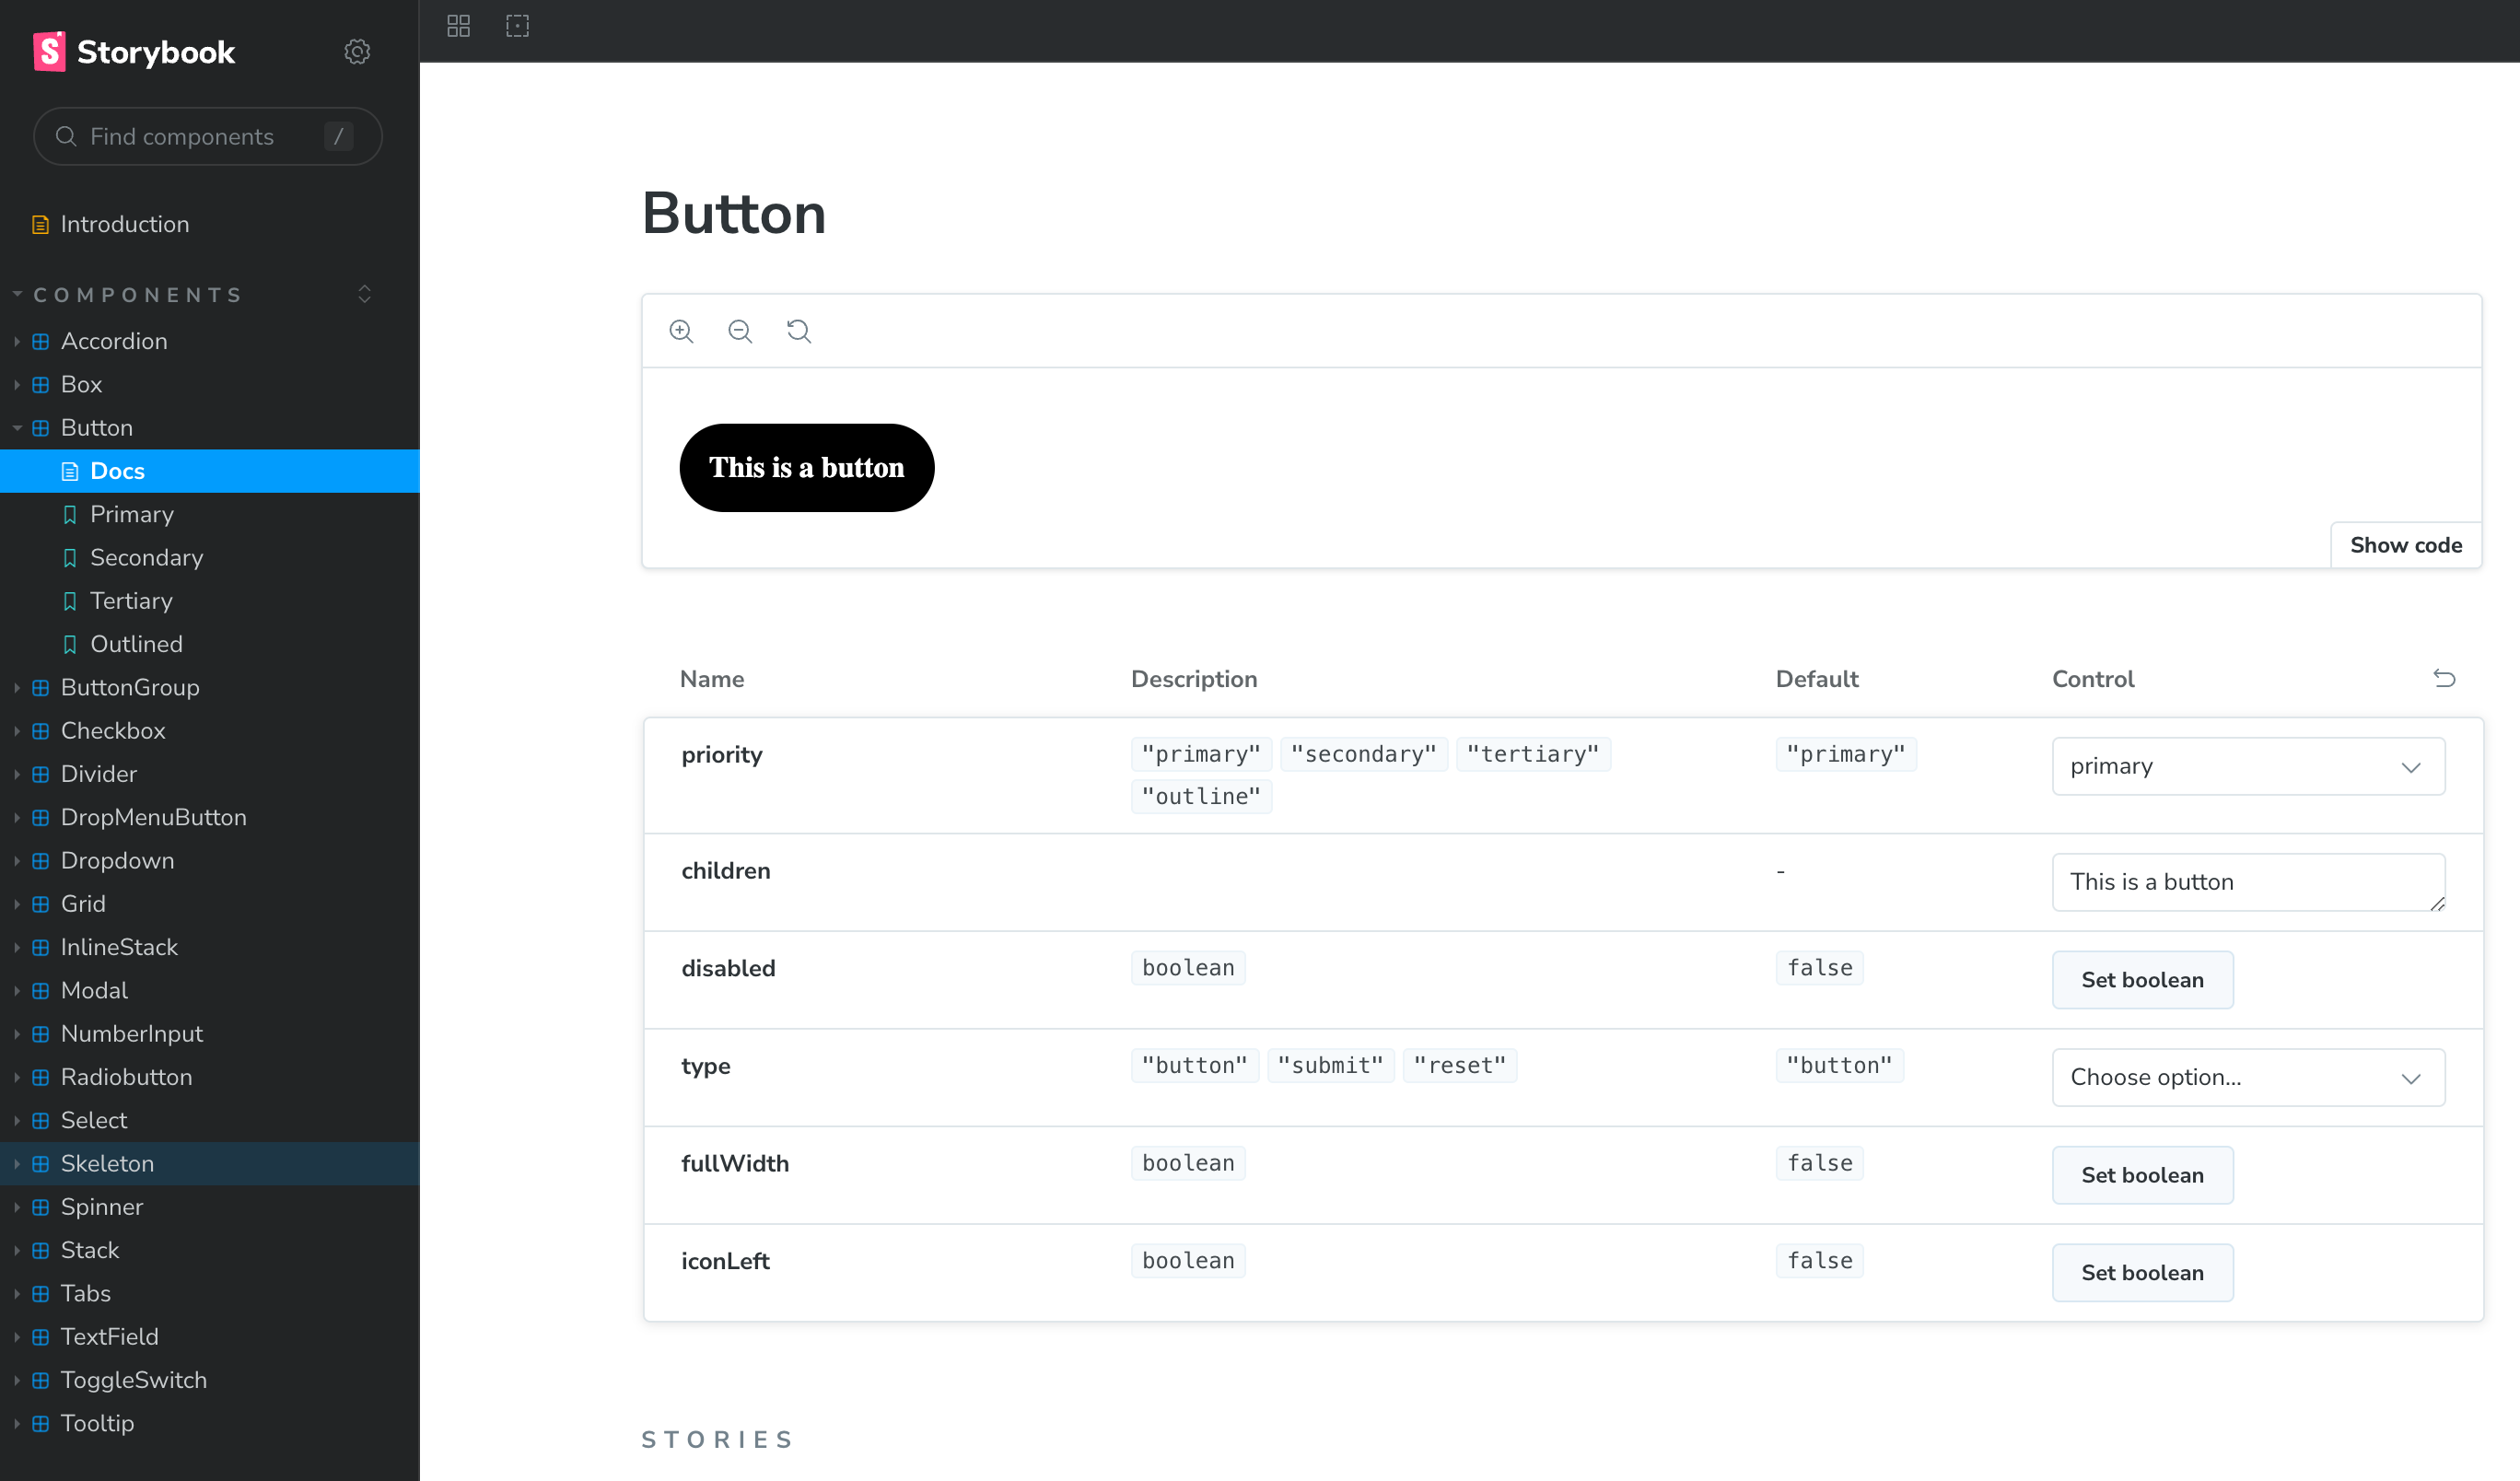 Storybook
Find components /
Introduction
COMPONENTS
Accordion
Box
Button
Docs
Primary
Secondary
Tertiary
Outlined
ButtonGroup
Checkbox
Divider
DropMenuButton
Dropdown
Grid
InlineStack
Modal
NumberInput
Radiobutton
Select
Skeleton
Spinner
Stack
Tabs
TextField
ToggleSwitch
Tooltip
Button
This is a button
Show code
Name Description Default Control
priority "primary" "secondary" "tertiary" "primary" primary
"outline"
children - This is a button
disabled boolean false Set boolean
type "button" "submit" "reset" "button" Choose option...
fullWidth boolean false Set boolean
iconLeft boolean false Set boolean
STORIES